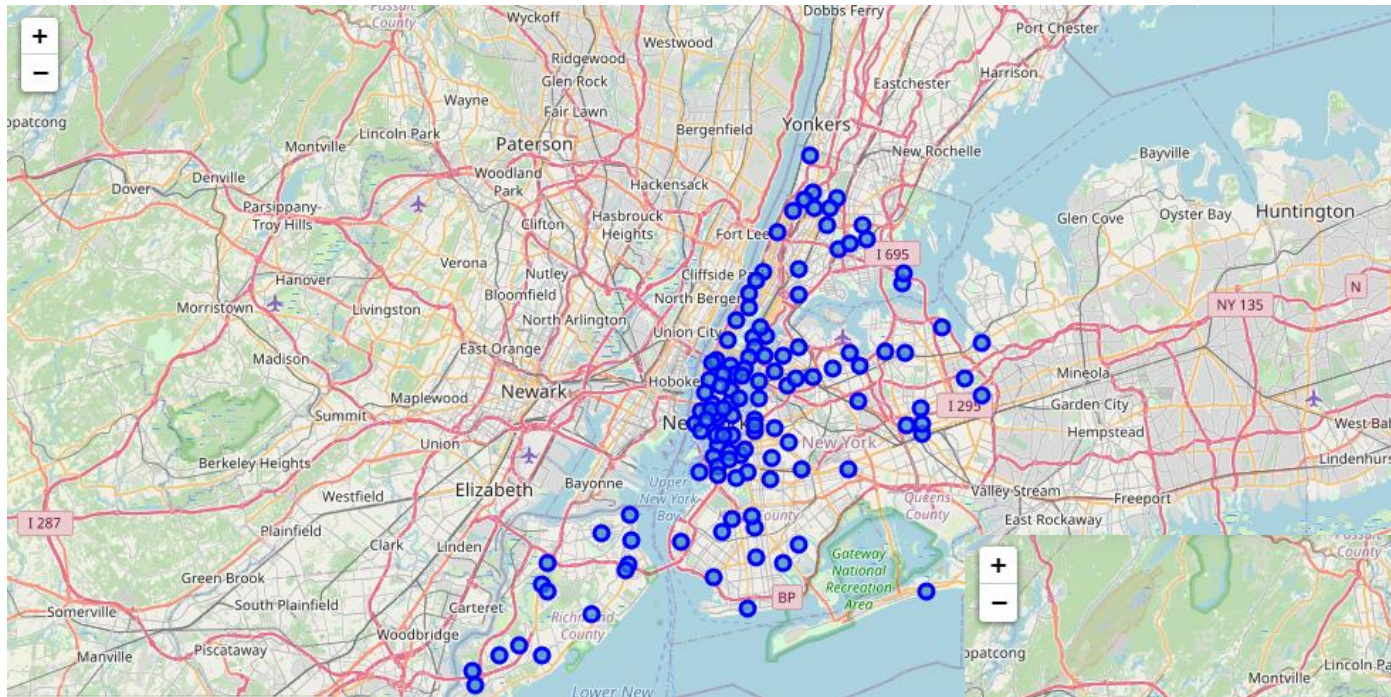 Passaic
County
Dobbs Ferry
Wyckoff
Port Chester
+
Westwood
Ridgewood
−
Glen Rock
Harrison
Eastchester
Wayne
Fair Lawn
opatcong
Lincoln Park
Bergenfield
Yonkers
Montville
Paterson
New Rochelle
Bayville
Denville
Woodland
Park
Hackensack
Dover
Parsippany-
Troy Hills
Hasbrouck
Heights
Clifton
Glen Cove
Oyster Bay
Huntington
Fort Lee
I 695
Verona
Nutley
Hanover
Cliffside Pa
N
Bloomfield
North Bergen
Morristown
Livingston
NY 135
North Arlington
Union City
East Orange
Madison
Mineola
Newark
Hoboke
Maplewood
Summit
I 295
Garden City
Union
New York
Hempstead
West Bab
Berkeley Heights
Lindenhurst
Elizabeth
Bayonne
Upper
New York
Bay
Westfield
Queens
County
Valley Stream
Freeport
I 287
Plainfield
East Rockaway
Clark
Linden
County
Gateway
National
Recreation
Area
Green Brook
+
Passaic
County
South Plainfield
BP
−
Somerville
Carteret
Richmond
County
Woodbridge
opatcong
Manville
Piscataway
Lincoln Pa
Montville
Lower New